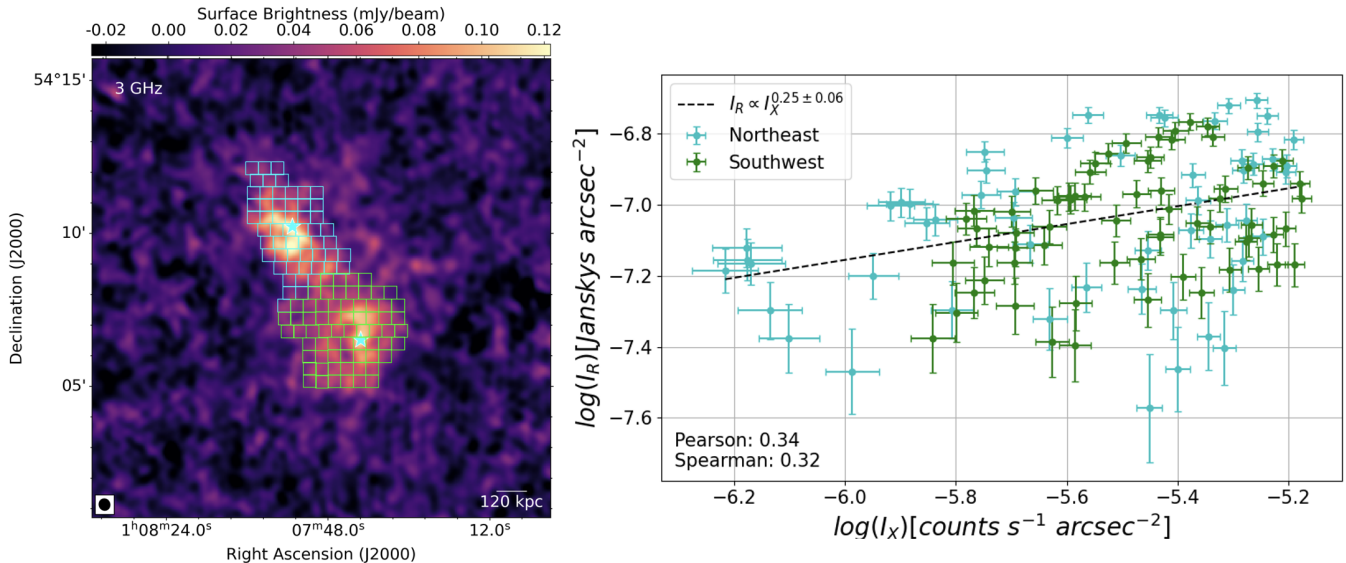 Surface Brightness (mJy/beam)
-0.02 0.00 0.02 0.04 0.06 0.08 0.10 0.12
3 GHz
54°15'
10'
05'
Declination (J2000)
120 kpc
1ʰ08ᵐ24.0ˢ 07ᵐ48.0ˢ 12.0ˢ
Right Ascension (J2000)
I_R ∝ I_X^0.25 ± 0.06
Northeast
Southwest
log(I_R)[Janskys arcsec⁻²]
−6.8
−7.0
−7.2
−7.4
−7.6
Pearson: 0.34
Spearman: 0.32
−6.2 −6.0 −5.8 −5.6 −5.4 −5.2
log(I_X)[counts s⁻¹ arcsec⁻²]